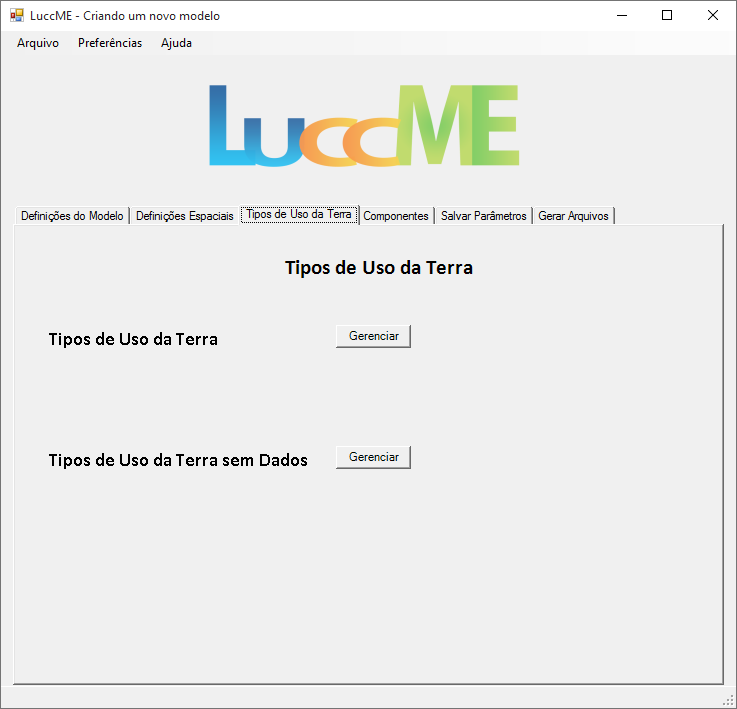 LuccME - Criando um novo modelo
Arquivo Preferências Ajuda
LuccME
Definições do Modelo Definições Espaciais Tipos de Uso da Terra Componentes Salvar Parâmetros Gerar Arquivos
Tipos de Uso da Terra
Tipos de Uso da Terra Gerenciar
Tipos de Uso da Terra sem Dados Gerenciar